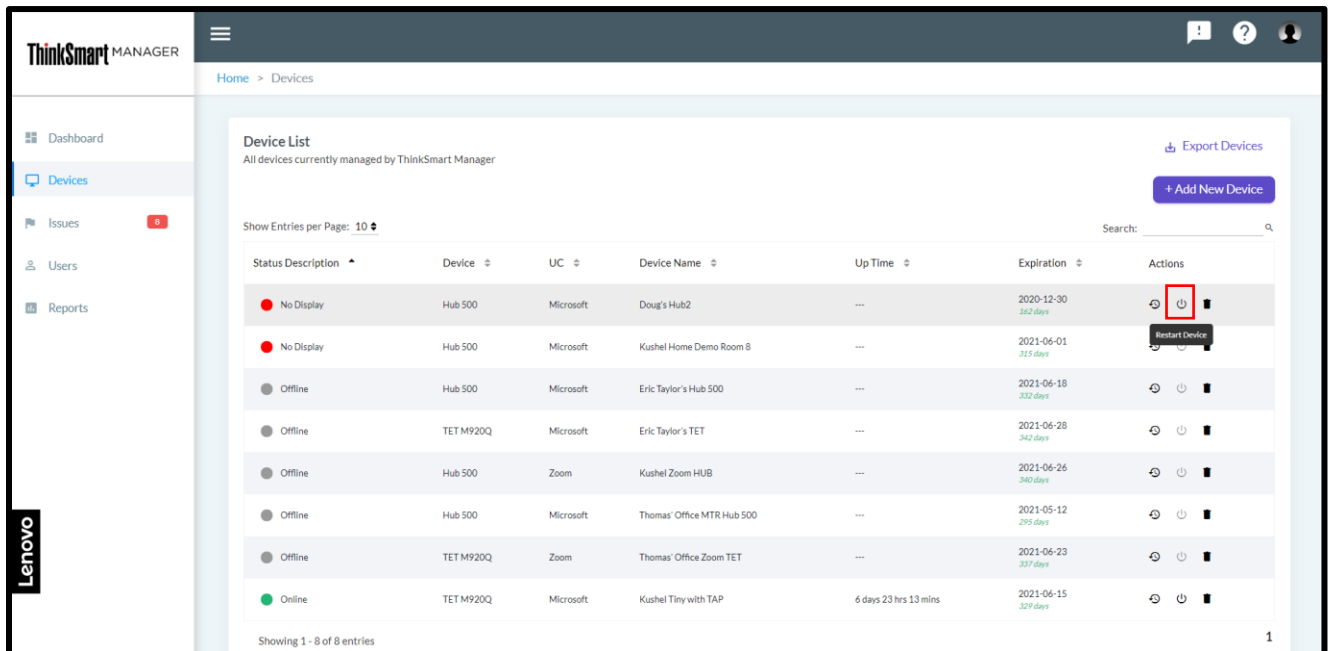 ThinkSmart MANAGER
Home > Devices
Dashboard
Devices
Issues 8
Users
Reports
Lenovo
Device List
All devices currently managed by ThinkSmart Manager
Export Devices
+ Add New Device
Show Entries per Page: 10
Search:
Status Description Device UC Device Name Up Time Expiration Actions
No Display Hub 500 Microsoft Doug's Hub2 --- 2020-12-30
162 days
Restart Device
No Display Hub 500 Microsoft Kushel Home Demo Room 8 --- 2021-06-01
315 days
Offline Hub 500 Microsoft Eric Taylor's Hub 500 --- 2021-06-18
332 days
Offline TET M920Q Microsoft Eric Taylor's TET --- 2021-06-28
342 days
Offline Hub 500 Zoom Kushel Zoom HUB --- 2021-06-26
340 days
Offline Hub 500 Microsoft Thomas' Office MTR Hub 500 --- 2021-05-12
295 days
Offline TET M920Q Zoom Thomas' Office Zoom TET --- 2021-06-23
337 days
Online TET M920Q Microsoft Kushel Tiny with TAP 6 days 23 hrs 13 mins 2021-06-15
329 days
Showing 1 - 8 of 8 entries 1